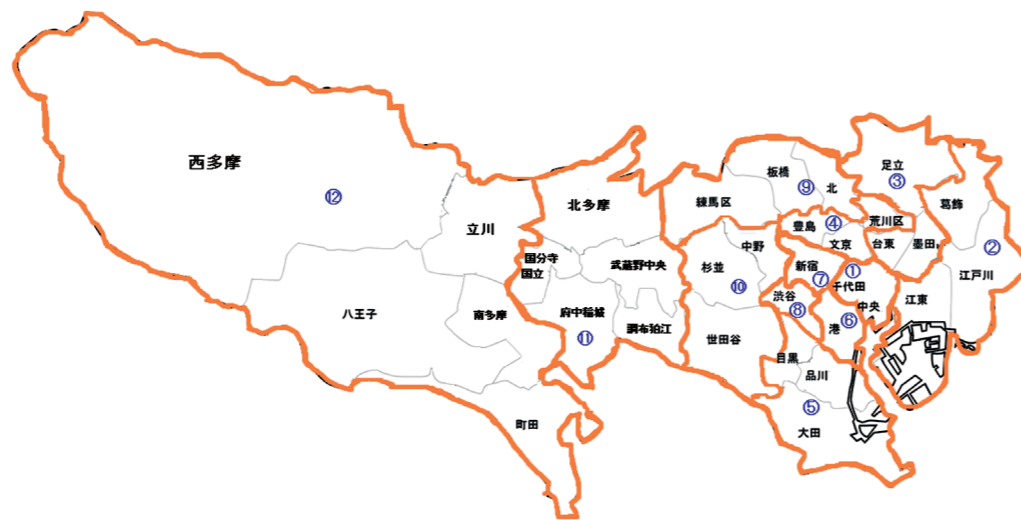 西多摩
⑫
立川
北多摩
国分寺
国立
武蔵野中央
八王子
南多摩
府中稲城
⑪
調布狛江
町田
練馬区
板橋
⑨
北
足立
③
葛飾
豊島
④
荒川区
文京
台東
墨田
②
江戸川
中野
杉並
⑩
新宿
⑦
①
千代田
渋谷
⑧
中央
港
⑥
江東
世田谷
目黒
品川
⑤
大田